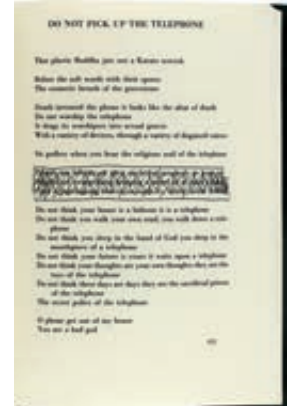 DO NOT PICK UP THE TELEPHONE
That plastic Buddha jars out a Karate screech
Before the soft words with their spores
The cosmetic breath of the gravestone
Death invented the phone it looks like the altar of death
Do not worship the telephone
It drags its worshippers into actual graves
With a variety of devices, through a variety of disguised voices
Sit godless when you hear the religious wail of the telephone
Do not think your house is a hideout it is a telephone
Do not think you walk your own road, you walk down a tele-
phone
Do not think you sleep in the hand of God you sleep in the
mouthpiece of a telephone
Do not think your future is yours it waits upon a telephone
Do not think your thoughts are your own thoughts they are the
toys of the telephone
Do not think these days are days they are the sacrificial priests
of the telephone
The secret police of the telephone
O phone get out of my house
You are a bad god